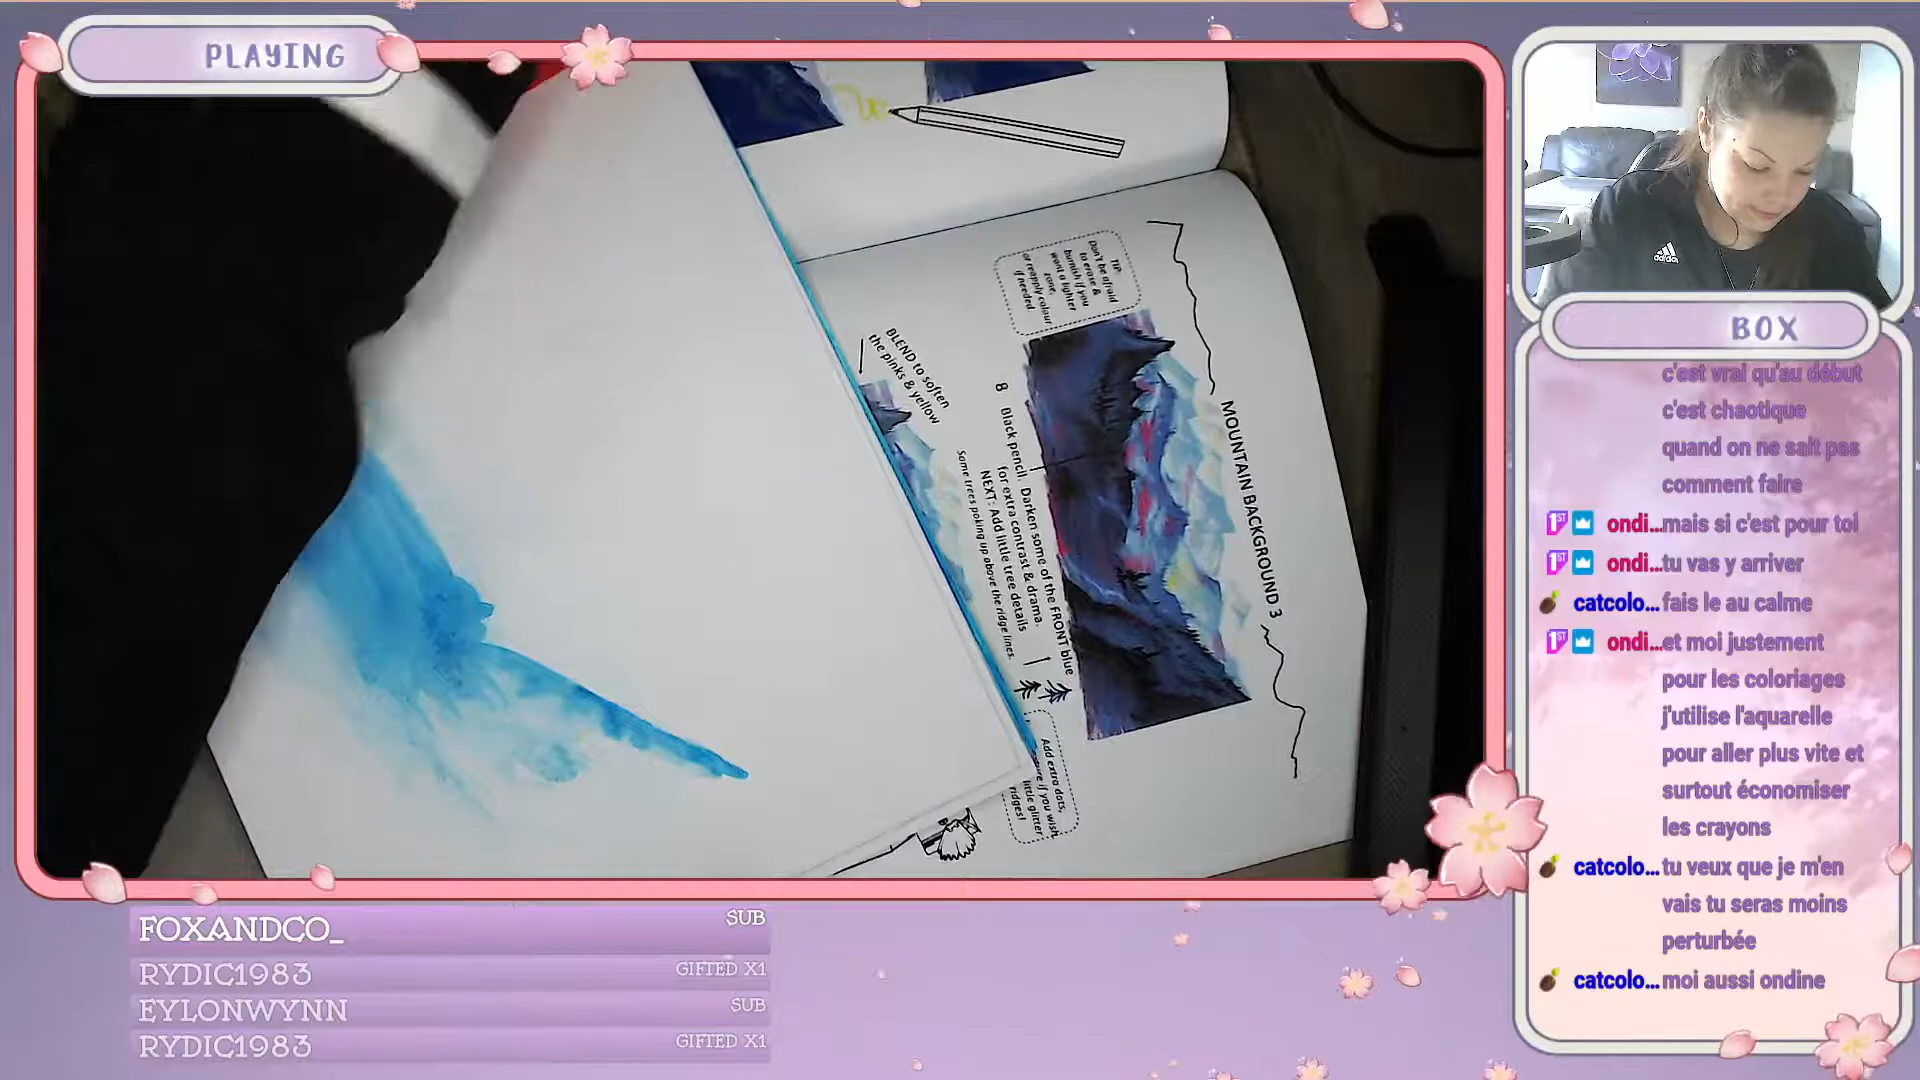 PLAYING
TIP:
Don't be afraid
to erase &
burnish if you
want a lighter
zone,
or reapply colour
if needed.
BLEND to soften
the pinks & yellow
MOUNTAIN BACKGROUND 3
8 Black pencil. Darken some of the FRONT blue
for extra contrast & drama.
NEXT: Add little tree details
Some trees poking up above the ridge lines.
Add extra dots,
if you wish,
little glitter
ridges!
adidas
BOX
c'est vrai qu'au début
c'est chaotique
quand on ne sait pas
comment faire
1ST ondi... mais si c'est pour toi
1ST ondi... tu vas y arriver
catcolo... fais le au calme
1ST ondi... et moi justement
pour les coloriages
j'utilise l'aquarelle
pour aller plus vite et
surtout économiser
les crayons
catcolo... tu veux que je m'en
vais tu seras moins
perturbée
catcolo... moi aussi ondine
FOXANDCO_ SUB
RYDIC1983 GIFTED X1
EYLONWYNN SUB
RYDIC1983 GIFTED X1